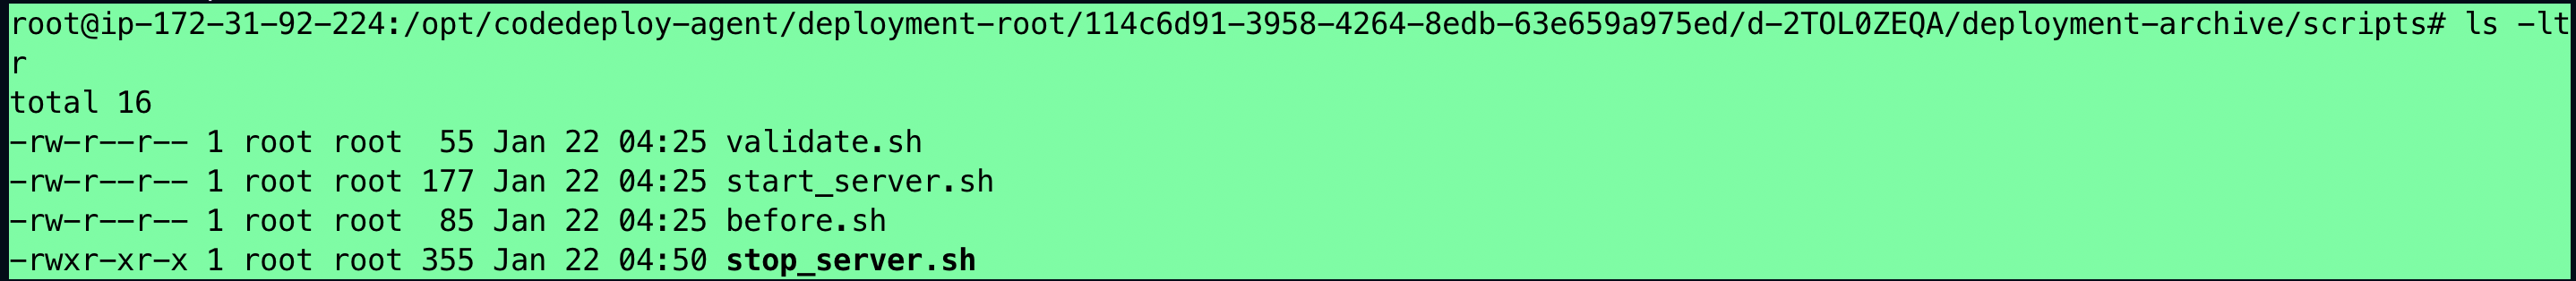 root@ip-172-31-92-224:/opt/codedeploy-agent/deployment-root/114c6d91-3958-4264-8edb-63e659a975ed/d-2TOL0ZEQA/deployment-archive/scripts# ls -lt
r
total 16
-rw-r--r-- 1 root root  55 Jan 22 04:25 validate.sh
-rw-r--r-- 1 root root 177 Jan 22 04:25 start_server.sh
-rw-r--r-- 1 root root  85 Jan 22 04:25 before.sh
-rwxr-xr-x 1 root root 355 Jan 22 04:50 stop_server.sh